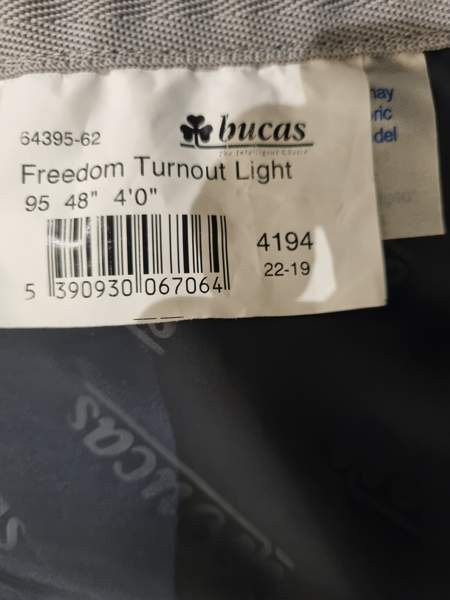 64395-62
bucas
The Intelligent Choice
Freedom Turnout Light
95 48" 4'0"
4194
22-19
5 390930 067064
bucas